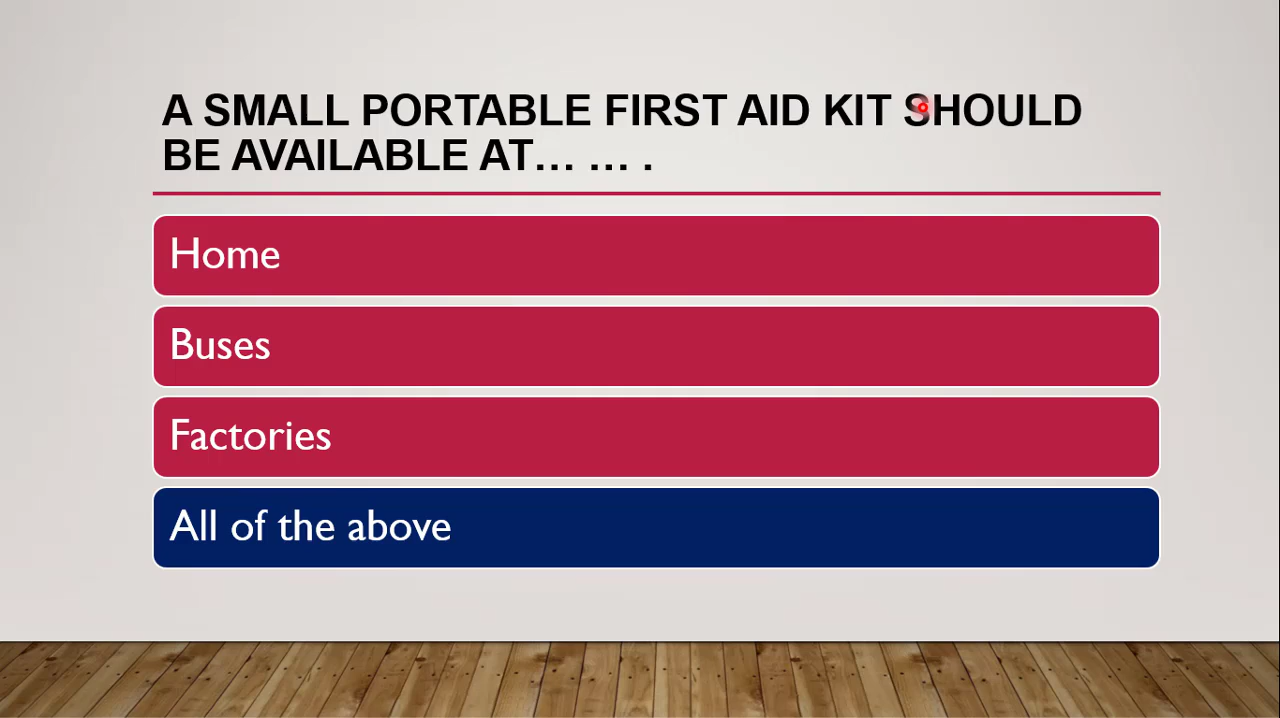 A SMALL PORTABLE FIRST AID KIT SHOULD
BE AVAILABLE AT… … .
Home
Buses
Factories
All of the above